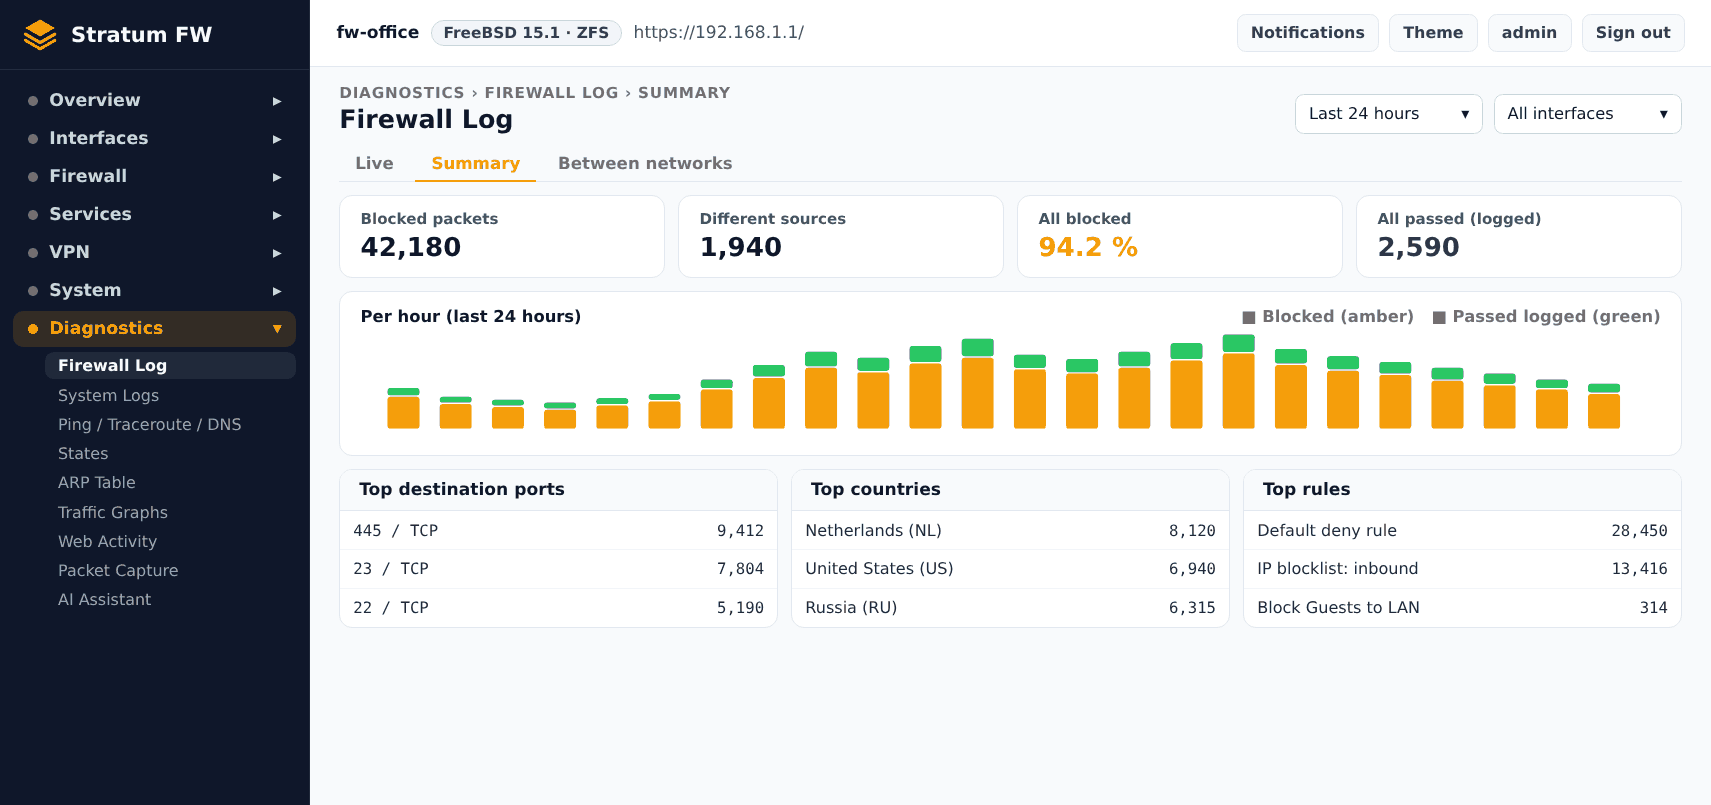 Stratum FW
fw-office
FreeBSD 15.1 · ZFS
https://192.168.1.1/
Notifications
Theme
admin
Sign out
Overview ▶
Interfaces ▶
Firewall ▶
Services ▶
VPN ▶
System ▶
Diagnostics ▼
Firewall Log
System Logs
Ping / Traceroute / DNS
States
ARP Table
Traffic Graphs
Web Activity
Packet Capture
AI Assistant
DIAGNOSTICS › FIREWALL LOG › SUMMARY
Firewall Log
Last 24 hours ▾
All interfaces ▾
Live
Summary
Between networks
Blocked packets
42,180
Different sources
1,940
All blocked
94.2 %
All passed (logged)
2,590
Per hour (last 24 hours)
■ Blocked (amber)
■ Passed logged (green)
Top destination ports
445 / TCP 9,412
23 / TCP 7,804
22 / TCP 5,190
Top countries
Netherlands (NL) 8,120
United States (US) 6,940
Russia (RU) 6,315
Top rules
Default deny rule 28,450
IP blocklist: inbound 13,416
Block Guests to LAN 314